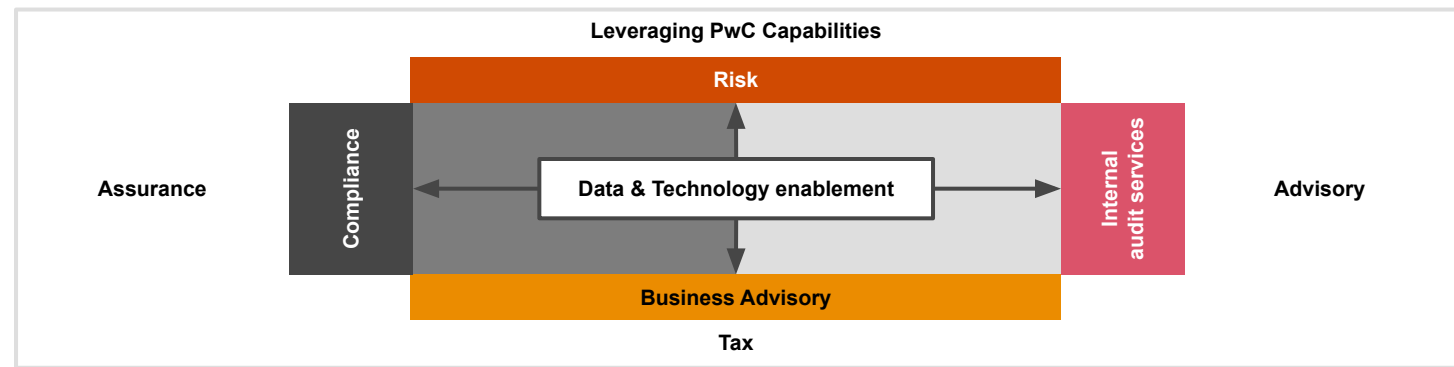 Leveraging PwC Capabilities
Risk
Assurance
Compliance
Data & Technology enablement
Internal
audit services
Advisory
Business Advisory
Tax